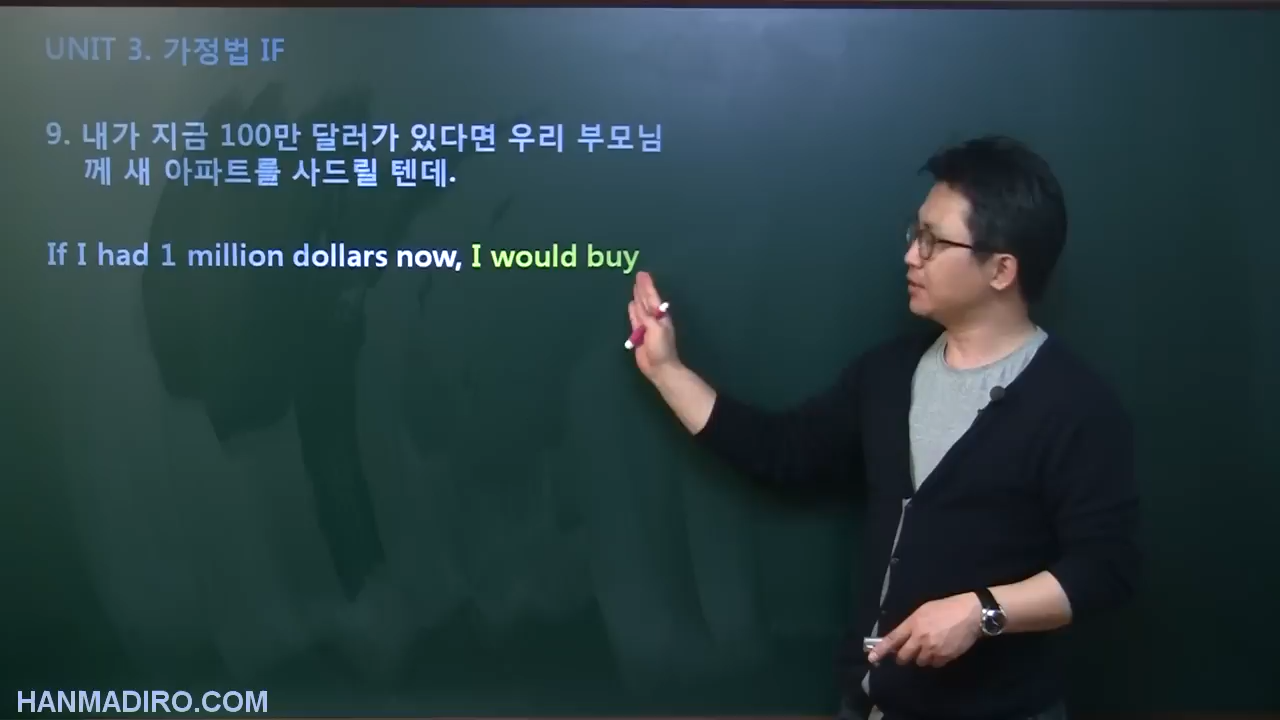 UNIT 3. 가정법 IF
9. 내가 지금 100만 달러가 있다면 우리 부모님
께 새 아파트를 사드릴 텐데.
If I had 1 million dollars now, I would buy
HANMADIRO.COM